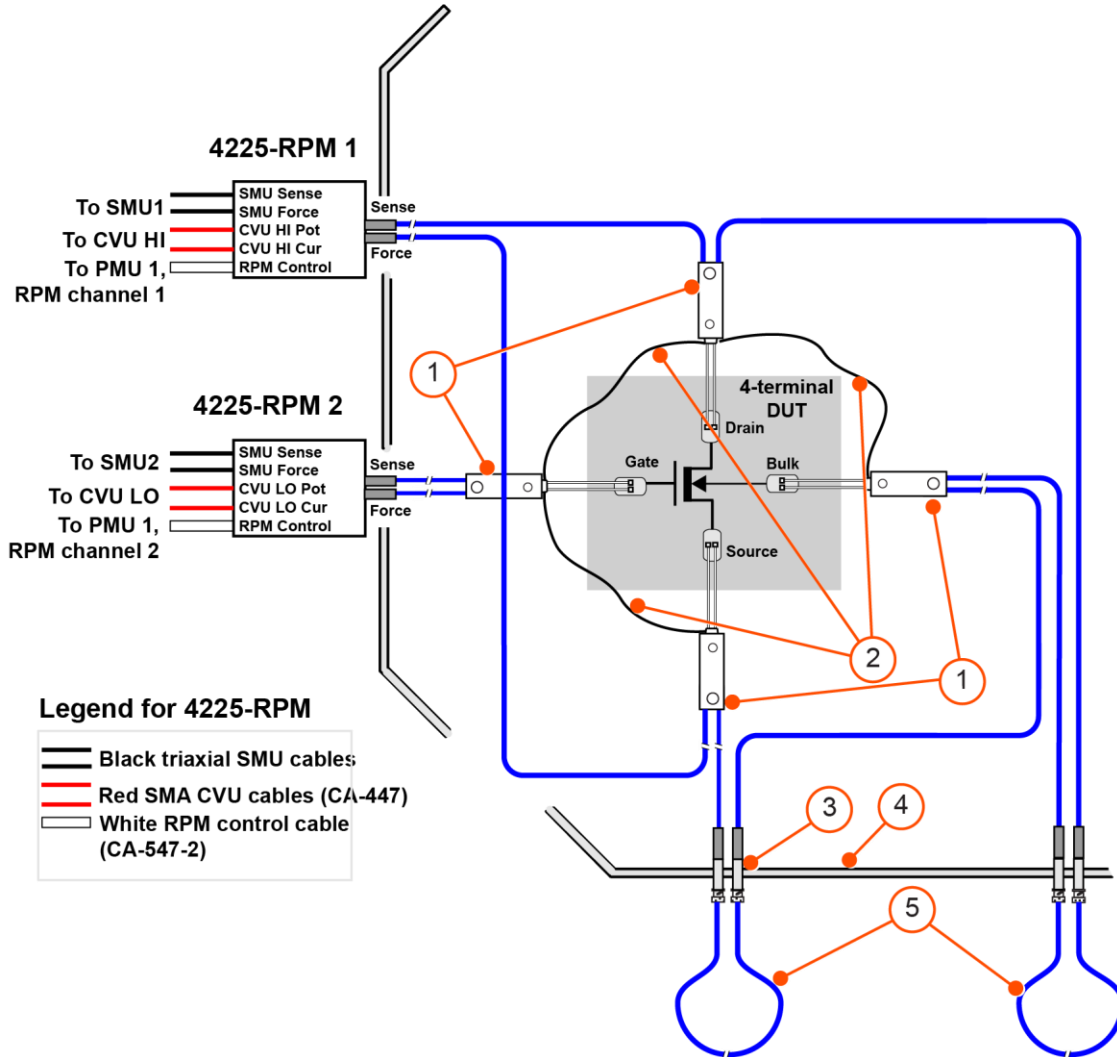 4225-RPM 1
SMU Sense
SMU Force
CVU HI Pot
CVU HI Cur
RPM Control
To SMU1
To CVU HI
To PMU 1,
RPM channel 1
Sense
Force
1
4225-RPM 2
SMU Sense
SMU Force
CVU LO Pot
CVU LO Cur
RPM Control
To SMU2
To CVU LO
To PMU 1,
RPM channel 2
Sense
Force
4-terminal
DUT
Drain
Gate
Bulk
Source
2
1
Legend for 4225-RPM
Black triaxial SMU cables
Red SMA CVU cables (CA-447)
White RPM control cable
(CA-547-2)
3
4
5